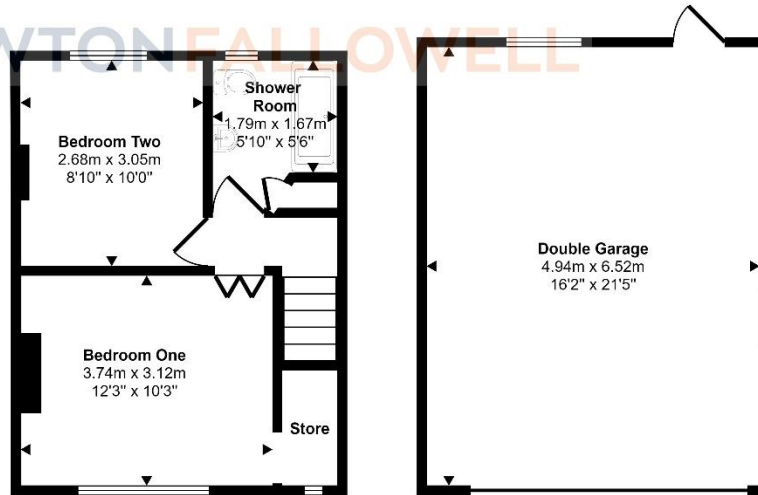 WTONFALLOWELL
Shower
Room
1.79m x 1.67m
5'10" x 5'6"
Bedroom Two
2.68m x 3.05m
8'10" x 10'0"
Double Garage
4.94m x 6.52m
16'2" x 21'5"
Bedroom One
3.74m x 3.12m
12'3" x 10'3"
Store